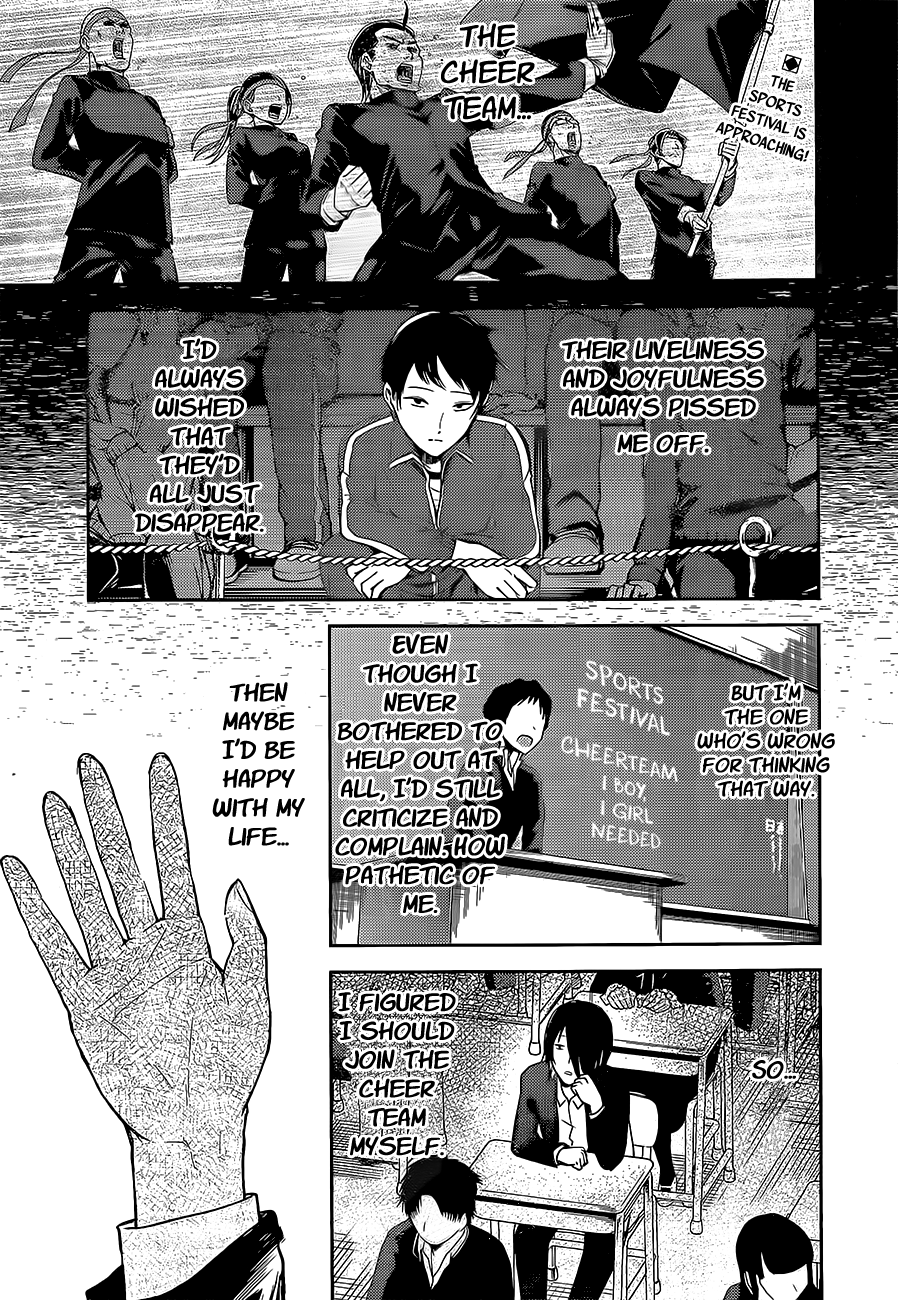 THE
CHEER
TEAM...
THE
SPORTS
FESTIVAL IS
APPROACHING!
THEIR LIVELINESS
AND JOYFULNESS
ALWAYS PISSED
ME OFF.
I'D
ALWAYS
WISHED
THAT
THEY'D
ALL JUST
DISAPPEAR.
BUT I'M
THE ONE
WHO'S WRONG
FOR THINKING
THAT WAY.
SPORTS
FESTIVAL
CHEERTEAM
1 BOY,
1 GIRL
NEEDED
日直
EVEN
THOUGH I
NEVER
BOTHERED TO
HELP OUT AT
ALL, I'D STILL
CRITICIZE AND
COMPLAIN. HOW
PATHETIC OF
ME.
THEN
MAYBE
I'D BE
HAPPY
WITH MY
LIFE...
SO...
I FIGURED
I SHOULD
JOIN THE
CHEER
TEAM
MYSELF.